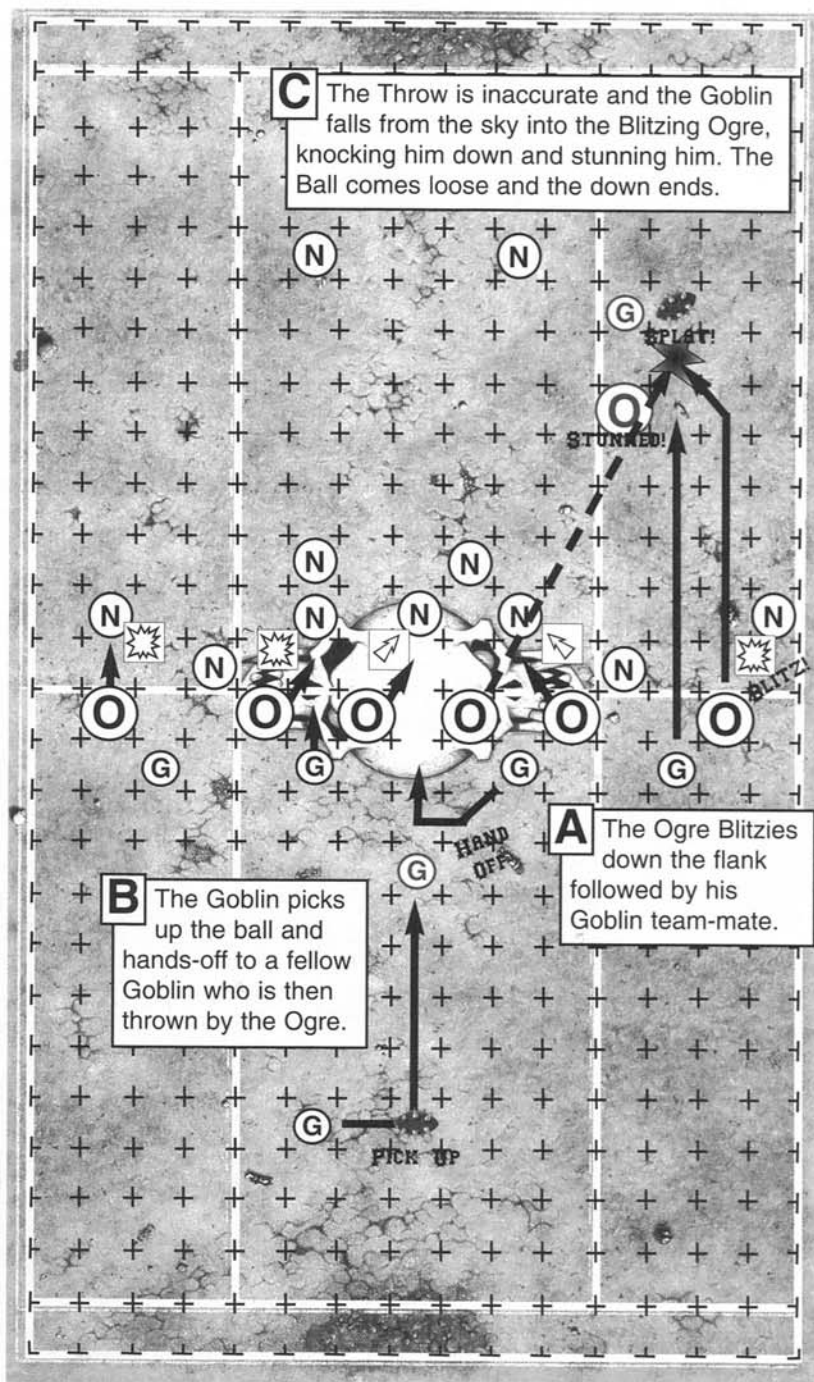 C The Throw is inaccurate and the Goblin
falls from the sky into the Blitzing Ogre,
knocking him down and stunning him. The
Ball comes loose and the down ends.
N N
G
SPLAT!
O
STUNNED!
N N
N N N N N
N N
BLITZ!
O O O O O O
G G G G
HAND
OFF
G
A The Ogre Blitzies
down the flank
followed by his
Goblin team-mate.
B The Goblin picks
up the ball and
hands-off to a fellow
Goblin who is then
thrown by the Ogre.
G
PICK UP